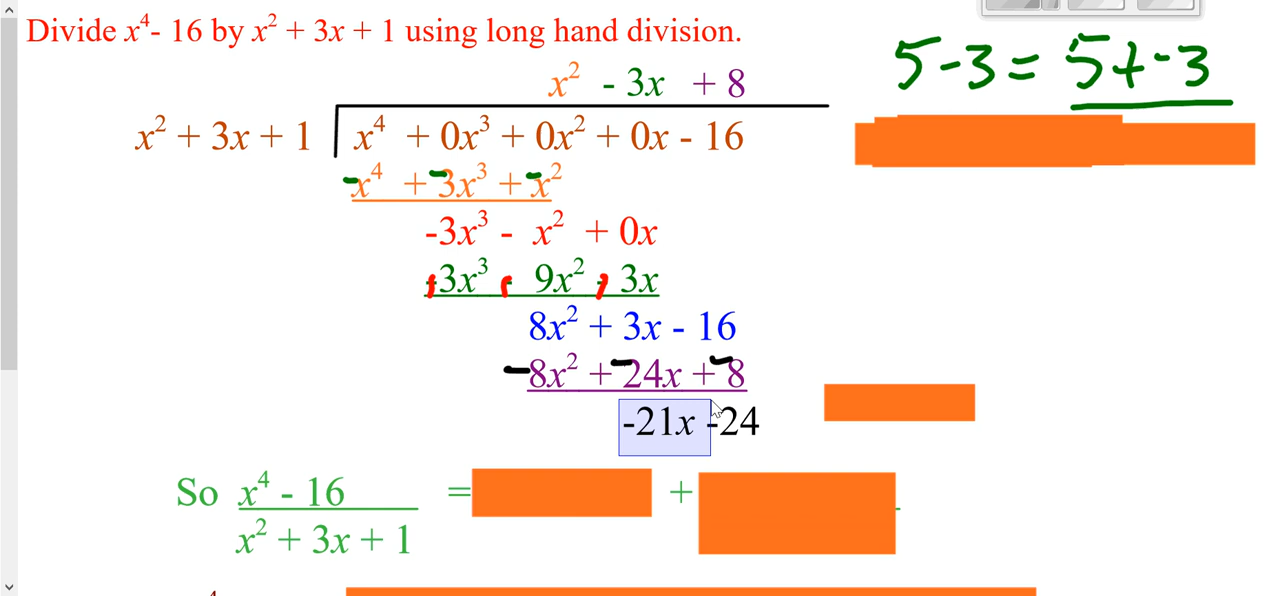 Divide x⁴- 16 by x² + 3x + 1 using long hand division.
5-3 = 5+-3
x² - 3x + 8
x² + 3x + 1 x⁴ + 0x³ + 0x² + 0x - 16
-x⁴ + -3x³ + -x²
-3x³ - x² + 0x
+3x³ + 9x² + 3x
8x² + 3x - 16
-8x² + -24x + -8
-21x -24
So x⁴ - 16 = +
x² + 3x + 1